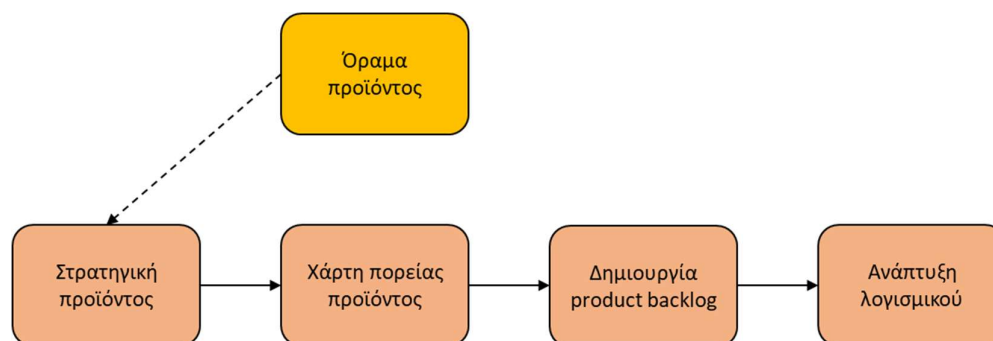 Όραμα
προϊόντος
Στρατηγική
προϊόντος
Χάρτη πορείας
προϊόντος
Δημιουργία
product backlog
Ανάπτυξη
λογισμικού